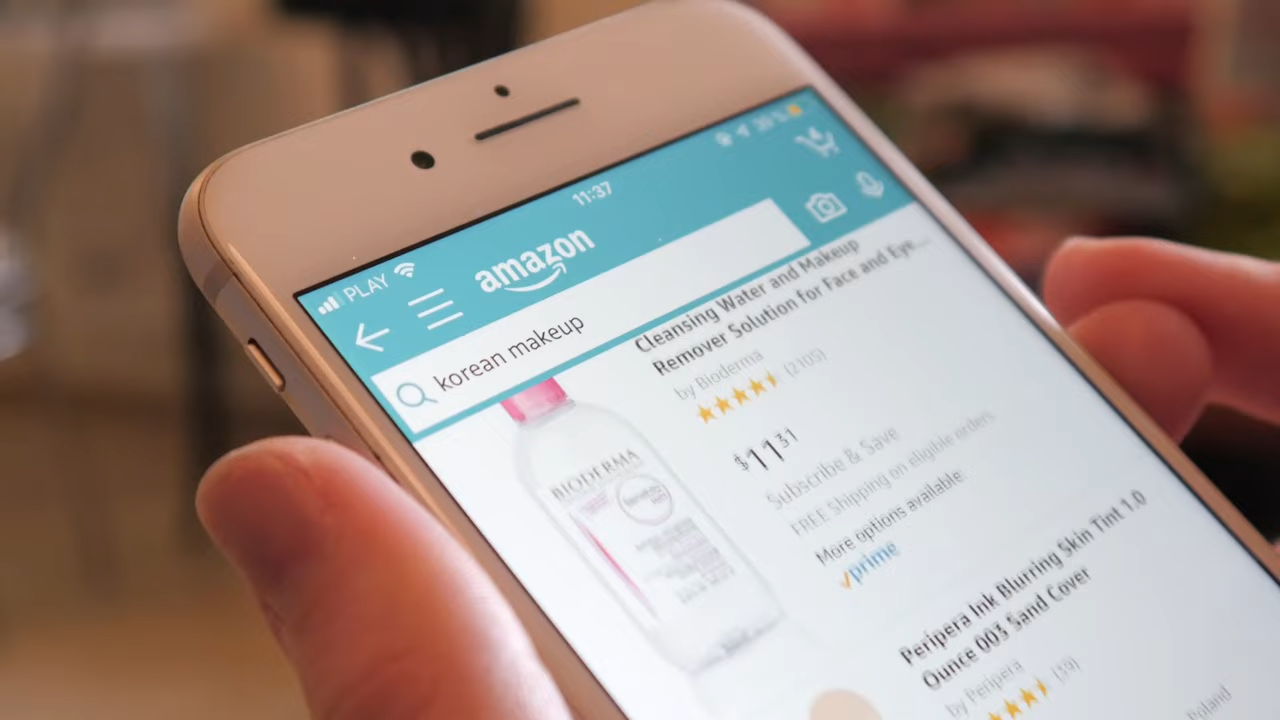 PLAY
11:37
amazon
korean makeup
Cleansing Water and Makeup
Remover Solution for Face and Eye...
by Bioderma
(2105)
$11 31
Subscribe & Save
FREE Shipping on eligible orders
More options available:
prime
BIODERMA
Peripera Ink Blurring Skin Tint 1.0
Ounce 003 Sand Cover
by Peripera
(39)
Poland